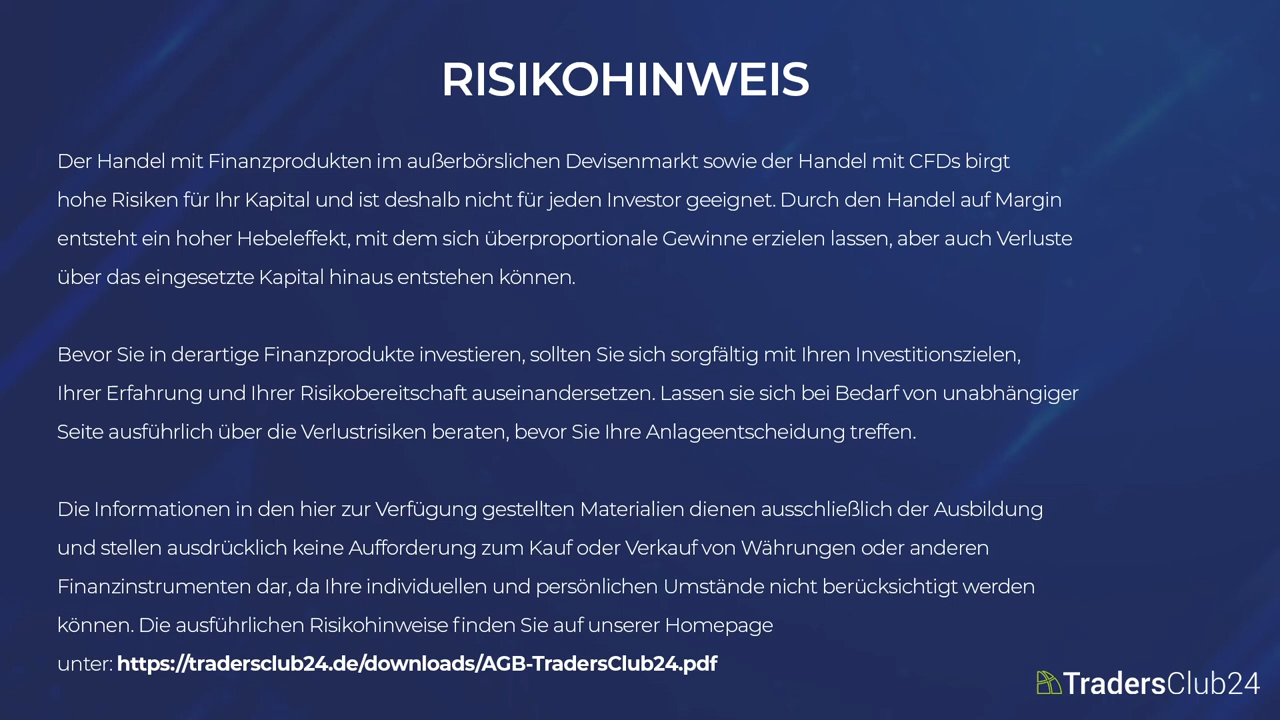 RISIKOHINWEIS
Der Handel mit Finanzprodukten im außerbörslichen Devisenmarkt sowie der Handel mit CFDs birgt
hohe Risiken für Ihr Kapital und ist deshalb nicht für jeden Investor geeignet. Durch den Handel auf Margin
entsteht ein hoher Hebeleffekt, mit dem sich überproportionale Gewinne erzielen lassen, aber auch Verluste
über das eingesetzte Kapital hinaus entstehen können.
Bevor Sie in derartige Finanzprodukte investieren, sollten Sie sich sorgfältig mit Ihren Investitionszielen,
Ihrer Erfahrung und Ihrer Risikobereitschaft auseinandersetzen. Lassen sie sich bei Bedarf von unabhängiger
Seite ausführlich über die Verlustrisiken beraten, bevor Sie Ihre Anlageentscheidung treffen.
Die Informationen in den hier zur Verfügung gestellten Materialien dienen ausschließlich der Ausbildung
und stellen ausdrücklich keine Aufforderung zum Kauf oder Verkauf von Währungen oder anderen
Finanzinstrumenten dar, da Ihre individuellen und persönlichen Umstände nicht berücksichtigt werden
können. Die ausführlichen Risikohinweise finden Sie auf unserer Homepage
unter: https://tradersclub24.de/downloads/AGB-TradersClub24.pdf
TradersClub24